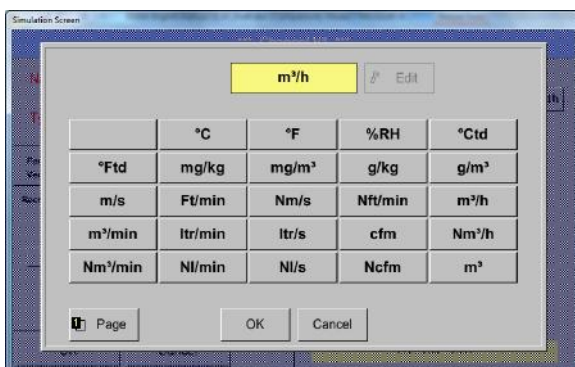 Simulation Screen
m³/h Edit
°C °F %RH °Ctd
°Ftd mg/kg mg/m³ g/kg g/m³
m/s Ft/min Nm/s Nft/min m³/h
m³/min ltr/min ltr/s cfm Nm³/h
Nm³/min Nl/min Nl/s Ncfm m³
1 Page OK Cancel